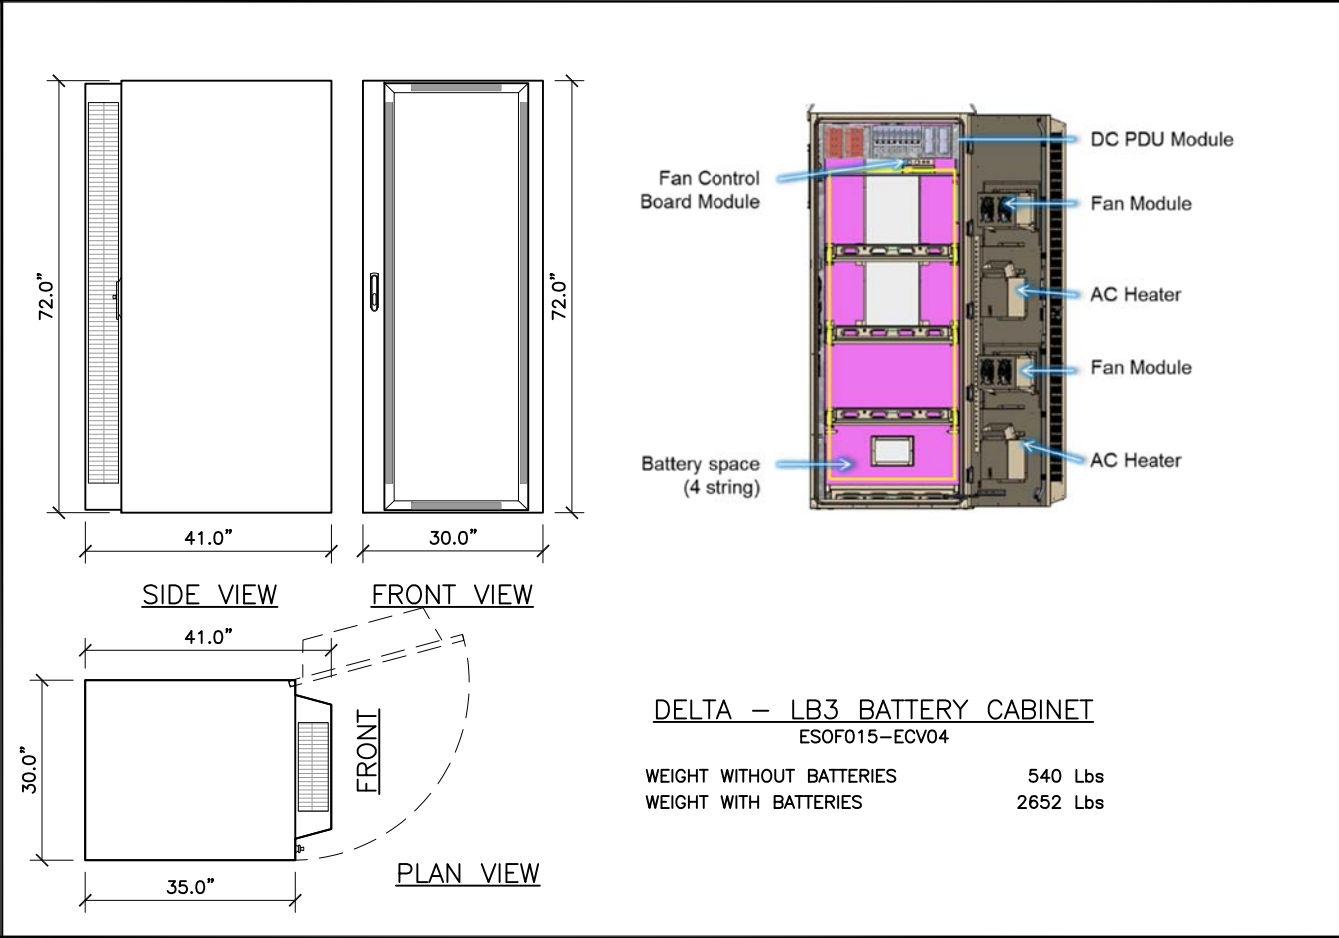 72.0”
72.0”
41.0”
30.0”
SIDE VIEW
FRONT VIEW
DC PDU Module
Fan Control
Board Module
Fan Module
AC Heater
Fan Module
Battery space
(4 string)
AC Heater
41.0”
30.0”
FRONT
35.0”
PLAN VIEW
DELTA – LB3 BATTERY CABINET
ESOF015–ECV04
WEIGHT WITHOUT BATTERIES 540 Lbs
WEIGHT WITH BATTERIES 2652 Lbs